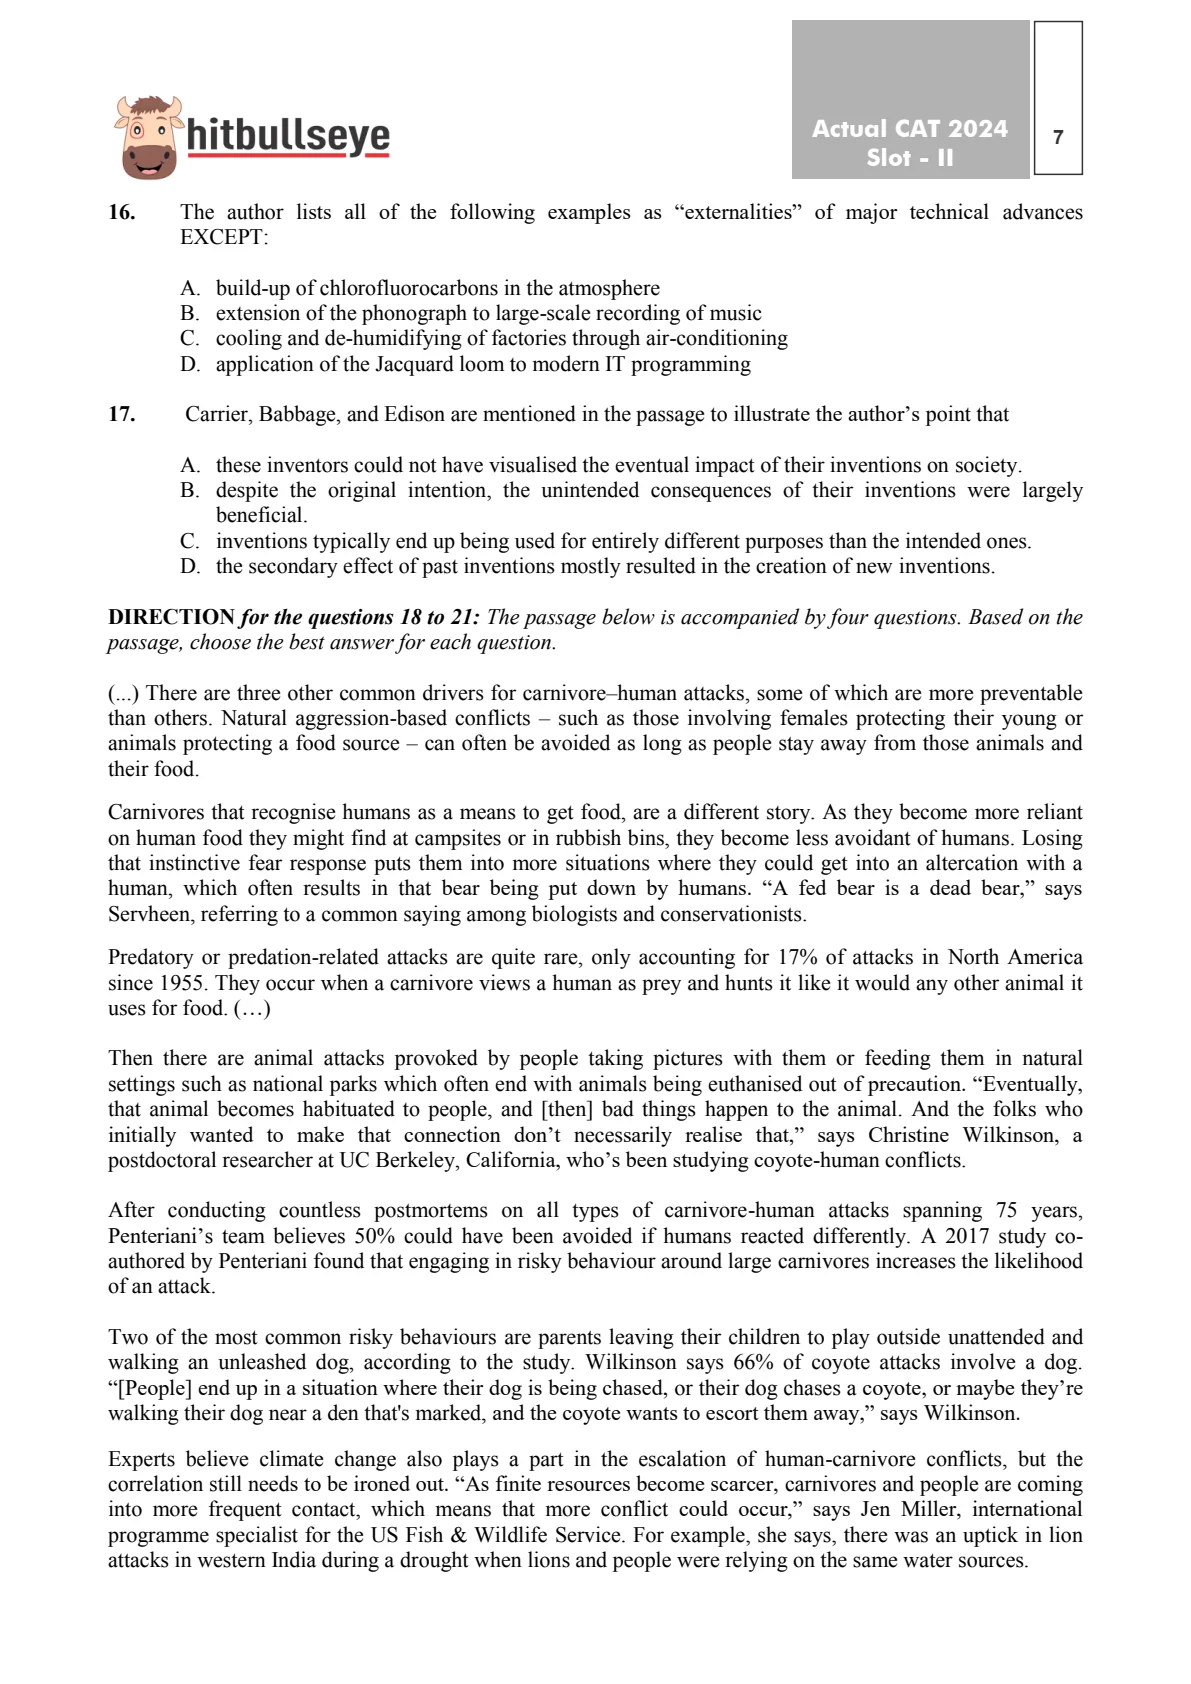 hitbullseye
Actual CAT 2024
Slot - II
7
16. The author lists all of the following examples as “externalities” of major technical advances
EXCEPT:
A. build-up of chlorofluorocarbons in the atmosphere
B. extension of the phonograph to large-scale recording of music
C. cooling and de-humidifying of factories through air-conditioning
D. application of the Jacquard loom to modern IT programming
17. Carrier, Babbage, and Edison are mentioned in the passage to illustrate the author’s point that
A. these inventors could not have visualised the eventual impact of their inventions on society.
B. despite the original intention, the unintended consequences of their inventions were largely
beneficial.
C. inventions typically end up being used for entirely different purposes than the intended ones.
D. the secondary effect of past inventions mostly resulted in the creation of new inventions.
DIRECTION for the questions 18 to 21: The passage below is accompanied by four questions. Based on the
passage, choose the best answer for each question.
(...) There are three other common drivers for carnivore–human attacks, some of which are more preventable
than others. Natural aggression-based conflicts – such as those involving females protecting their young or
animals protecting a food source – can often be avoided as long as people stay away from those animals and
their food.
Carnivores that recognise humans as a means to get food, are a different story. As they become more reliant
on human food they might find at campsites or in rubbish bins, they become less avoidant of humans. Losing
that instinctive fear response puts them into more situations where they could get into an altercation with a
human, which often results in that bear being put down by humans. “A fed bear is a dead bear,” says
Servheen, referring to a common saying among biologists and conservationists.
Predatory or predation-related attacks are quite rare, only accounting for 17% of attacks in North America
since 1955. They occur when a carnivore views a human as prey and hunts it like it would any other animal it
uses for food. (…)
Then there are animal attacks provoked by people taking pictures with them or feeding them in natural
settings such as national parks which often end with animals being euthanised out of precaution. “Eventually,
that animal becomes habituated to people, and [then] bad things happen to the animal. And the folks who
initially wanted to make that connection don’t necessarily realise that,” says Christine Wilkinson, a
postdoctoral researcher at UC Berkeley, California, who’s been studying coyote-human conflicts.
After conducting countless postmortems on all types of carnivore-human attacks spanning 75 years,
Penteriani’s team believes 50% could have been avoided if humans reacted differently. A 2017 study co-
authored by Penteriani found that engaging in risky behaviour around large carnivores increases the likelihood
of an attack.
Two of the most common risky behaviours are parents leaving their children to play outside unattended and
walking an unleashed dog, according to the study. Wilkinson says 66% of coyote attacks involve a dog.
“[People] end up in a situation where their dog is being chased, or their dog chases a coyote, or maybe they’re
walking their dog near a den that's marked, and the coyote wants to escort them away,” says Wilkinson.
Experts believe climate change also plays a part in the escalation of human-carnivore conflicts, but the
correlation still needs to be ironed out. “As finite resources become scarcer, carnivores and people are coming
into more frequent contact, which means that more conflict could occur,” says Jen Miller, international
programme specialist for the US Fish & Wildlife Service. For example, she says, there was an uptick in lion
attacks in western India during a drought when lions and people were relying on the same water sources.